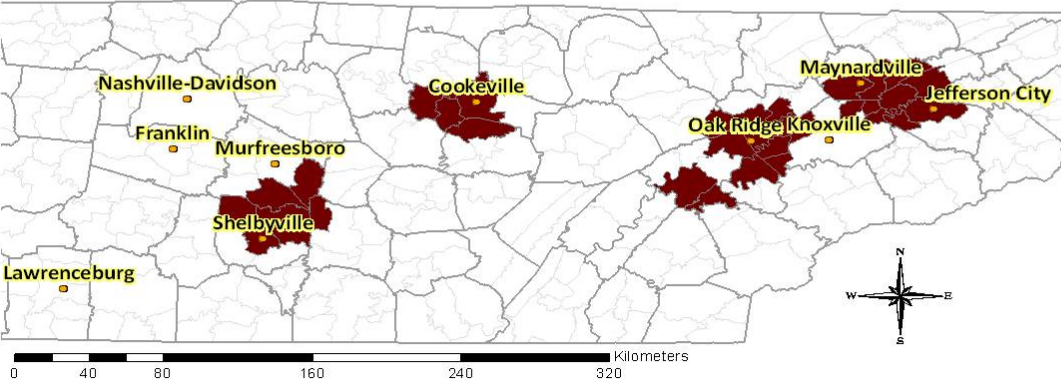 Maynardville
Nashville-Davidson
Cookeville
Jefferson City
Franklin
Oak Ridge Knoxville
Murfreesboro
Shelbyville
N
Lawrenceburg
W E
S
Kilometers
0 40 80 160 240 320